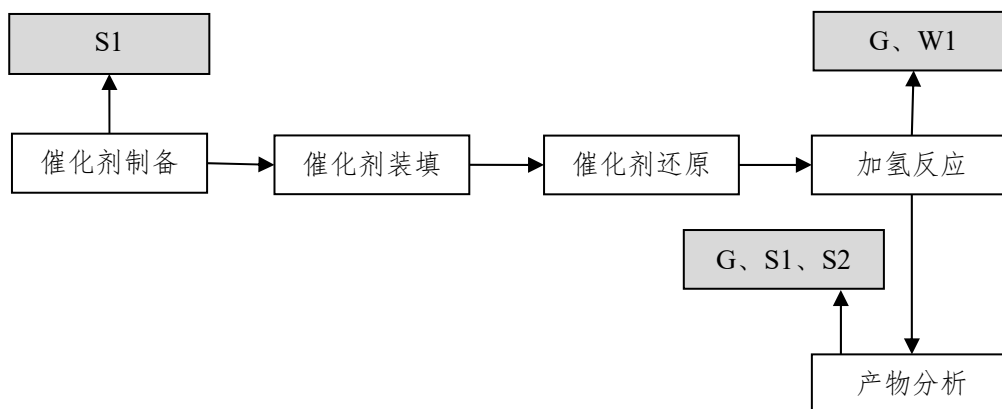 S1
G、W1
催化剂制备
催化剂装填
催化剂还原
加氢反应
G、S1、S2
产物分析